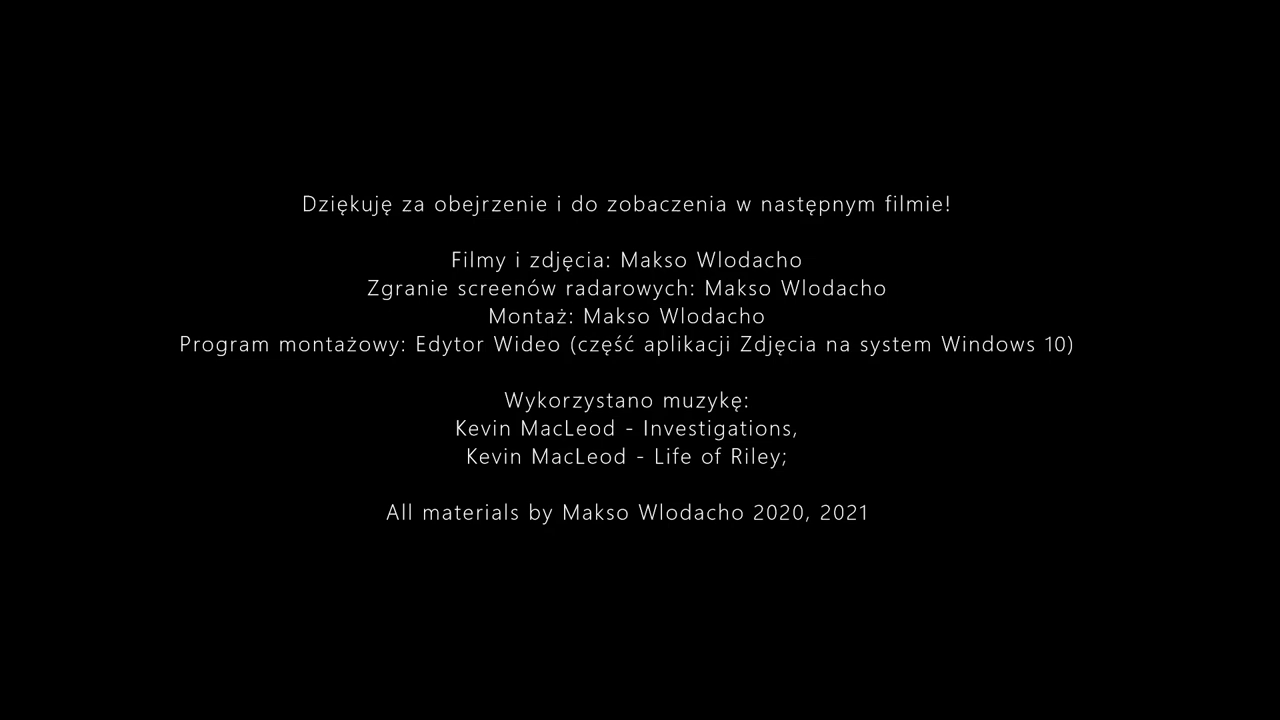 Dziękuję za obejrzenie i do zobaczenia w następnym filmie!
Filmy i zdjęcia: Makso Wlodacho
Zgranie screenów radarowych: Makso Wlodacho
Montaż: Makso Wlodacho
Program montażowy: Edytor Wideo (część aplikacji Zdjęcia na system Windows 10)
Wykorzystano muzykę:
Kevin MacLeod - Investigations,
Kevin MacLeod - Life of Riley;
All materials by Makso Wlodacho 2020, 2021